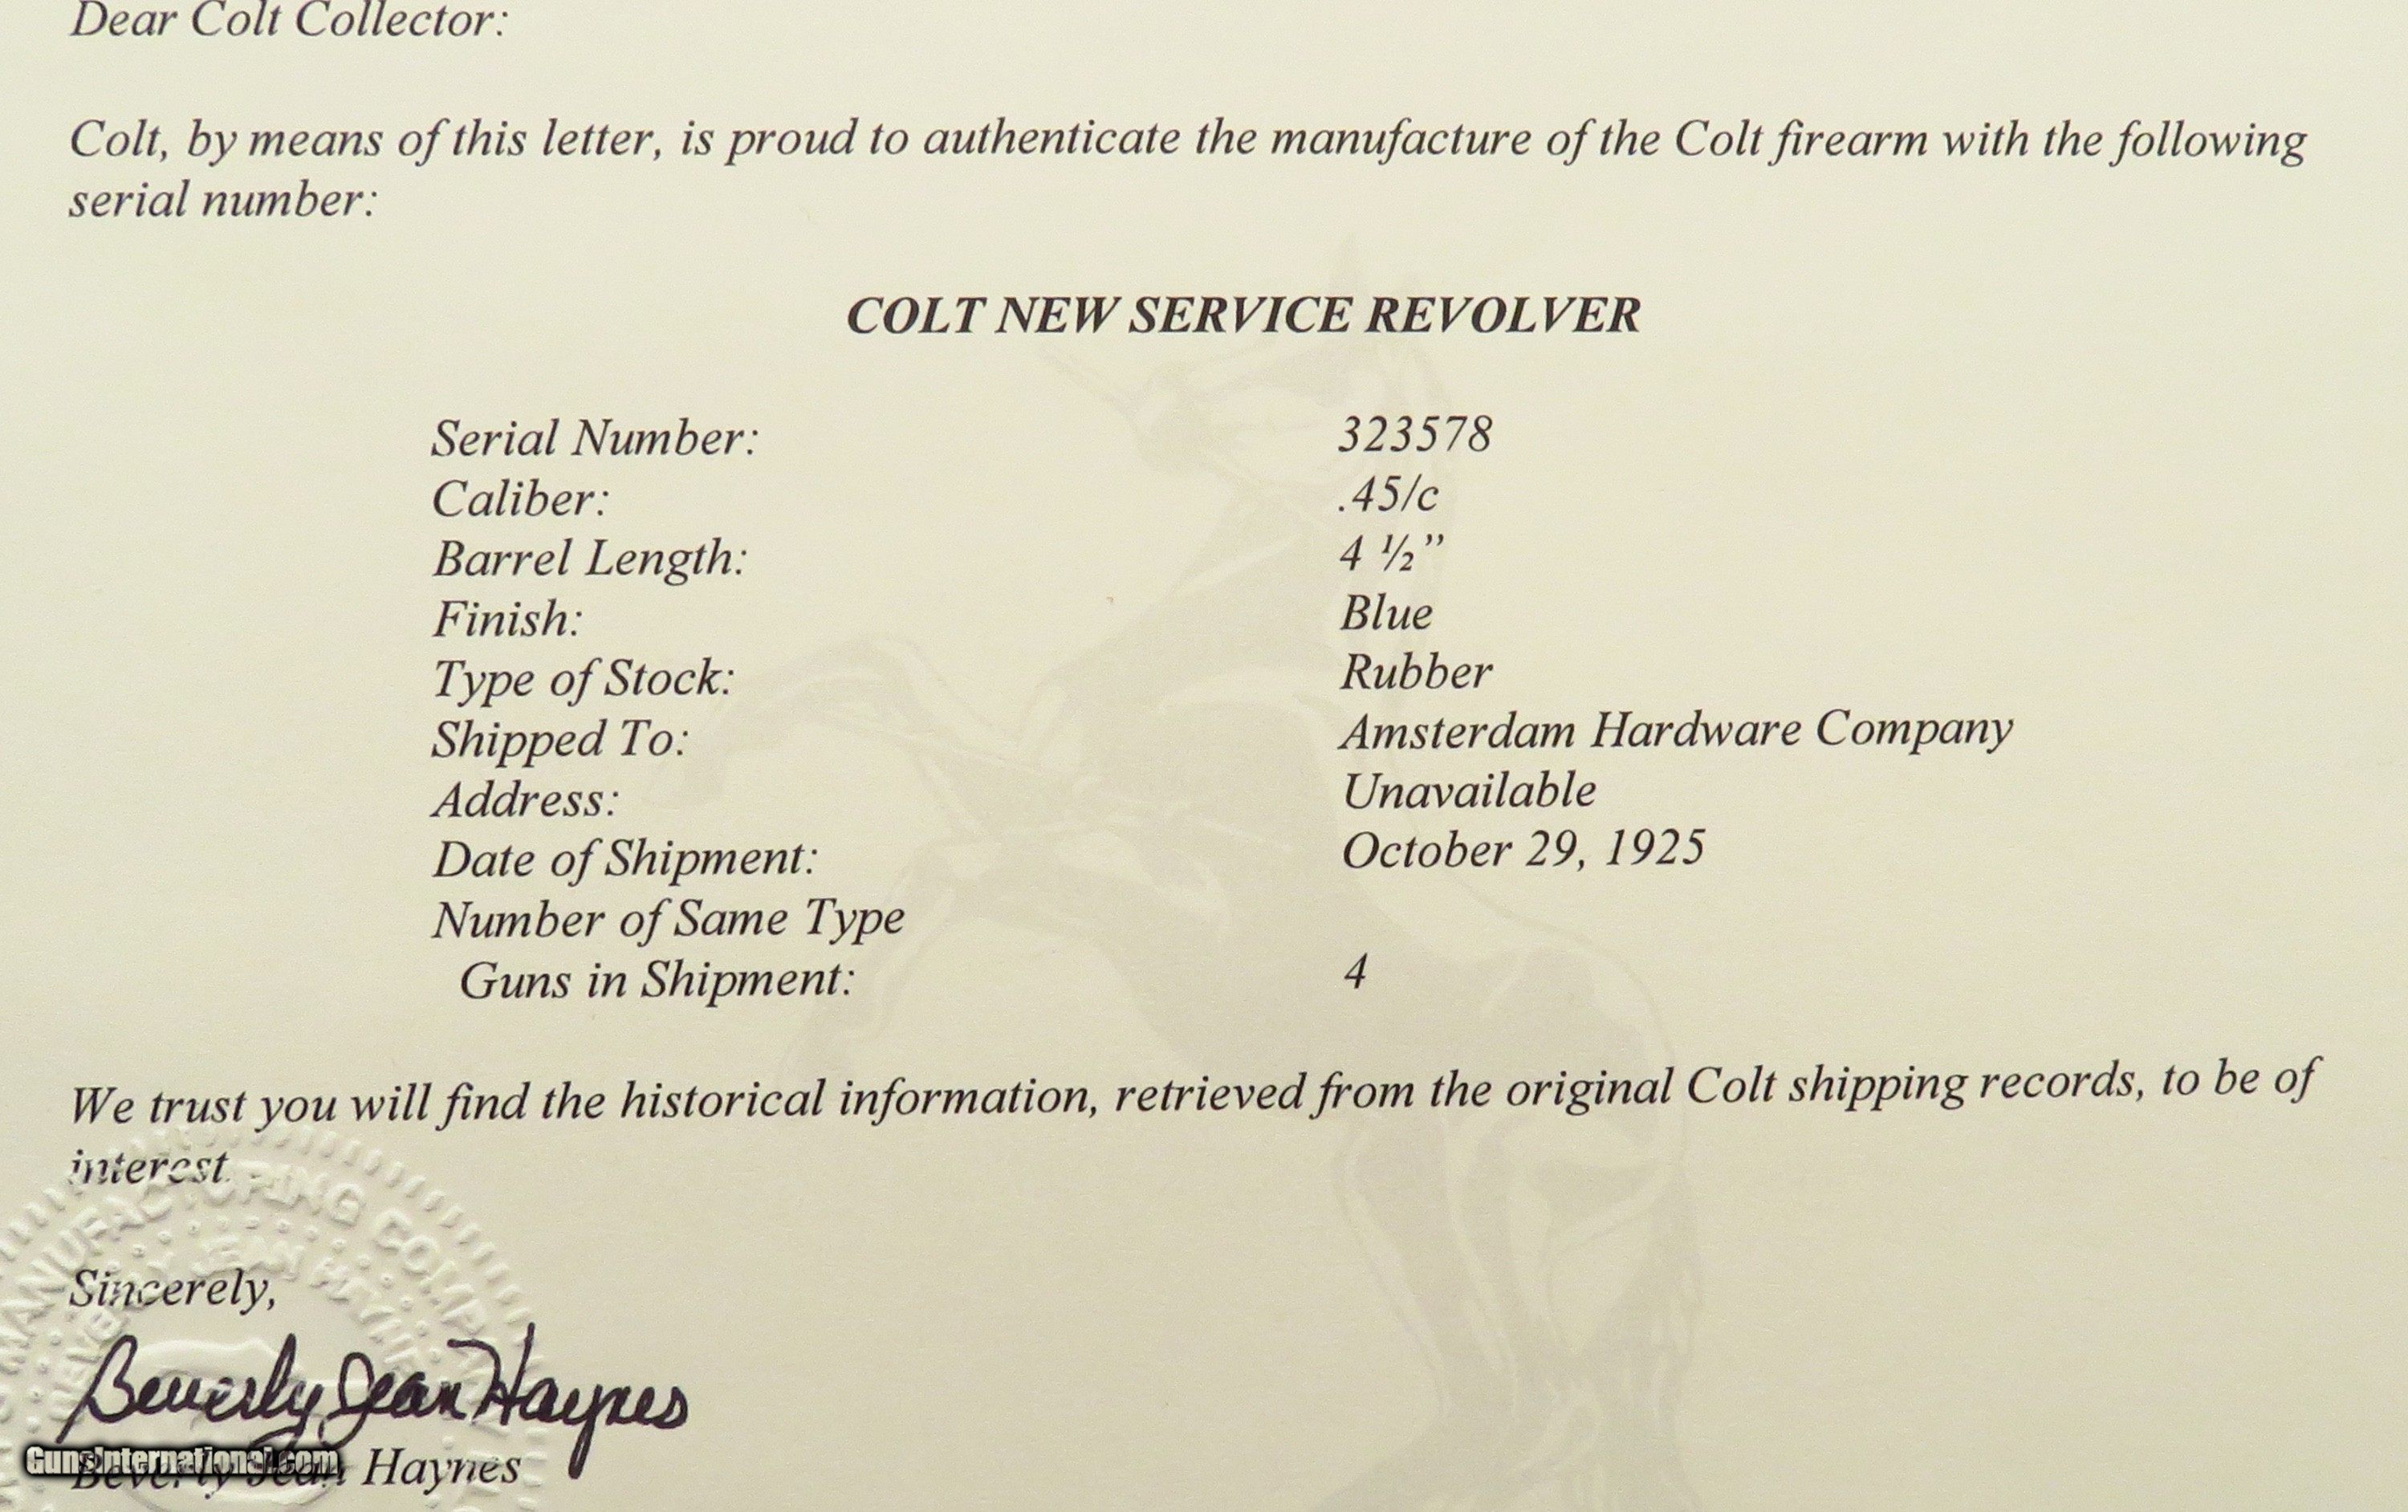 Dear Colt Collector:
Colt, by means of this letter, is proud to authenticate the manufacture of the Colt firearm with the following
serial number:
COLT NEW SERVICE REVOLVER
Serial Number: 323578
Caliber: .45/c
Barrel Length: 4 ½”
Finish: Blue
Type of Stock: Rubber
Shipped To: Amsterdam Hardware Company
Address: Unavailable
Date of Shipment: October 29, 1925
Number of Same Type
Guns in Shipment: 4
We trust you will find the historical information, retrieved from the original Colt shipping records, to be of
interest.
MANUFACTURING COMPANY
Sincerely,
Beverly Jean Haynes
GunsInternational.com
Beverly Jean Haynes